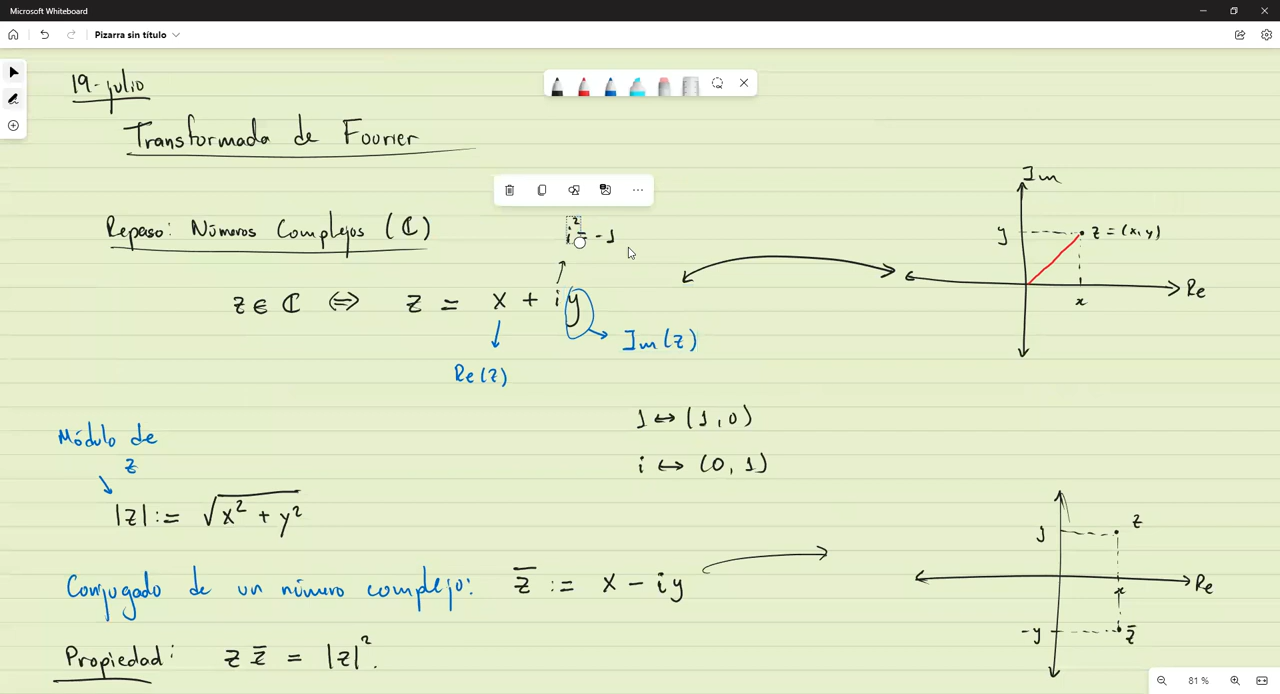 Microsoft Whiteboard
Pizarra sin título
19-julio
Transformada de Fourier
Repaso: Números Complejos (ℂ)
i² = -1
z ∈ ℂ ⇔ z = x + iy
Re(z)
Im(z)
Im
y
z = (x,y)
x
Re
1 ↔ (1,0)
i ↔ (0,1)
Módulo de
z
|z| := √(x² + y²)
Conjugado de un número complejo: z̅ := x - iy
y
z
Re
x
-y
z̅
Propiedad: z z̅ = |z|².
81 %